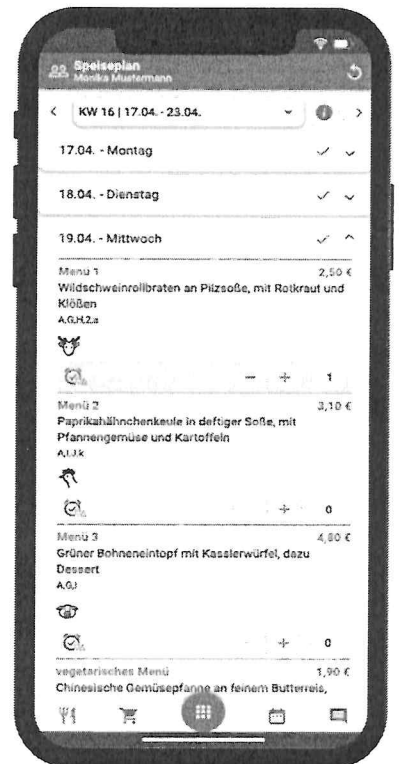 Speiseplan
Monika Mustermann
KW 16 | 17.04. - 23.04.
17.04. - Montag
18.04. - Dienstag
19.04. - Mittwoch
Menü 1 2,50 €
Wildschweinrollbraten an Pilzsoße, mit Rotkraut und
Klößen
A,G,H,2,a
1
Menü 2 3,10 €
Paprikahähnchenkeule in deftiger Soße, mit
Pfannengemüse und Kartoffeln
A,I,J,k
0
Menü 3 4,80 €
Grüner Bohneneintopf mit Kasslerwürfel, dazu
Dessert
A,G,I
0
vegetarisches Menü 1,90 €
Chinesische Gemüsepfanne an feinem Butterreis,